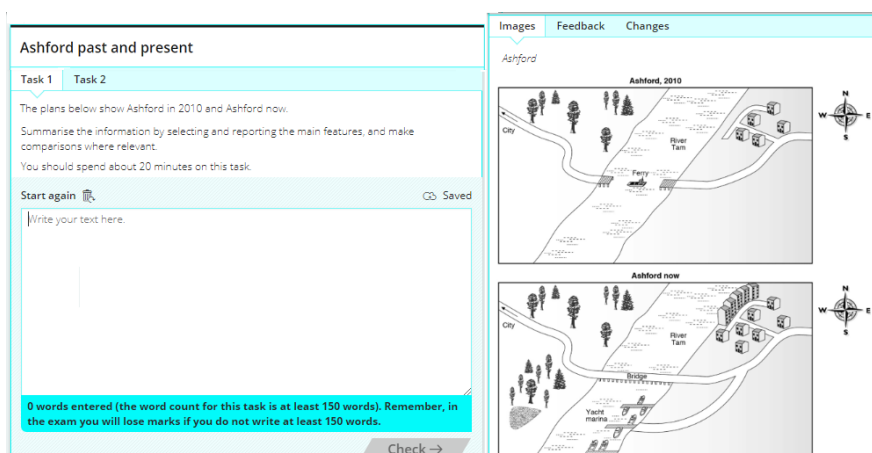 Ashford past and present
Task 1 Task 2
The plans below show Ashford in 2010 and Ashford now.
Summarise the information by selecting and reporting the main features, and make
comparisons where relevant.
You should spend about 20 minutes on this task.
Start again
Saved
Write your text here.
0 words entered (the word count for this task is at least 150 words). Remember, in
the exam you will lose marks if you do not write at least 150 words.
Check →
Images Feedback Changes
Ashford
Ashford, 2010
City
River
Tam
Ferry
N
W E
S
Ashford now
City
River
Tam
Bridge
Yacht
marina
N
W E
S